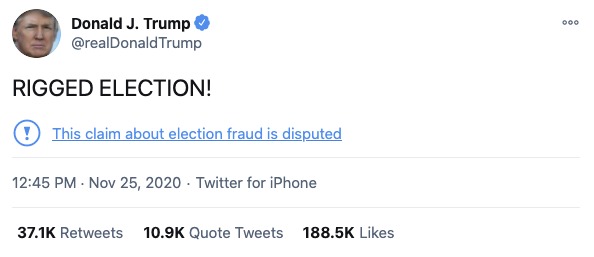 Donald J. Trump
@realDonaldTrump
RIGGED ELECTION!
This claim about election fraud is disputed
12:45 PM · Nov 25, 2020 · Twitter for iPhone
37.1K Retweets 10.9K Quote Tweets 188.5K Likes